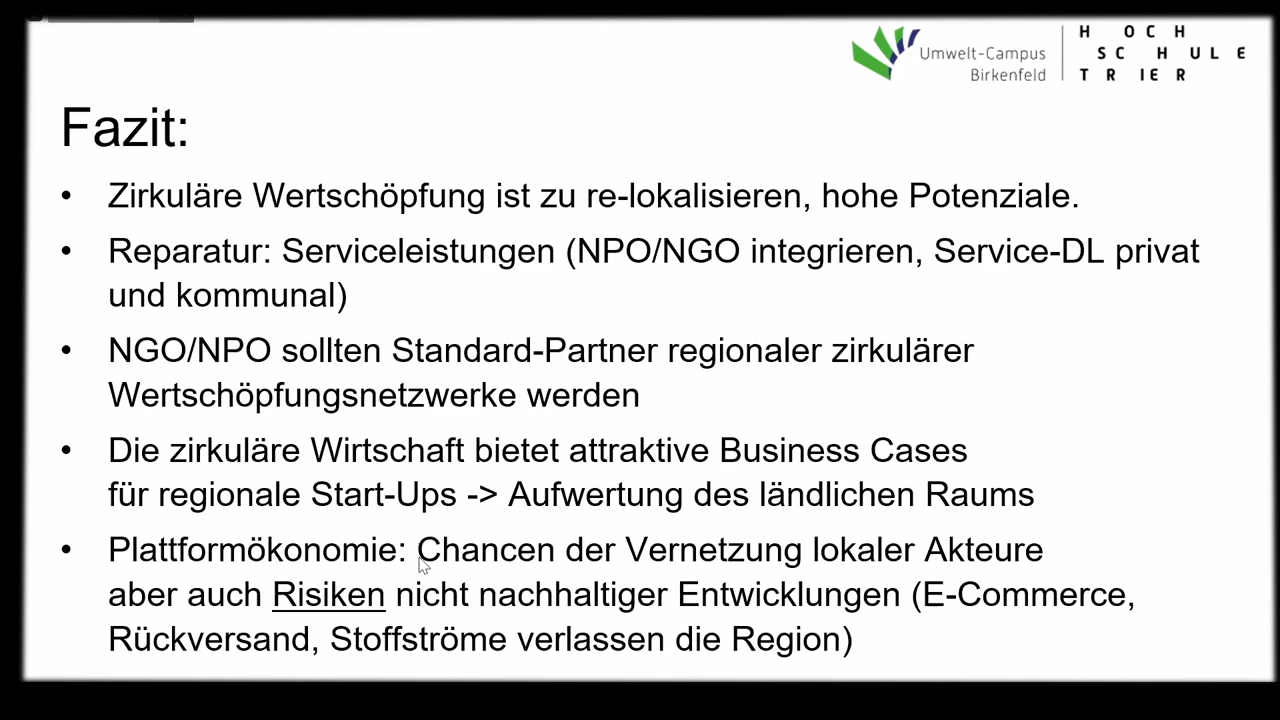 Umwelt-Campus
Birkenfeld
HOCH
SCHULE
TRIER
Fazit:
• Zirkuläre Wertschöpfung ist zu re-lokalisieren, hohe Potenziale.
• Reparatur: Serviceleistungen (NPO/NGO integrieren, Service-DL privat
und kommunal)
• NGO/NPO sollten Standard-Partner regionaler zirkulärer
Wertschöpfungsnetzwerke werden
• Die zirkuläre Wirtschaft bietet attraktive Business Cases
für regionale Start-Ups -> Aufwertung des ländlichen Raums
• Plattformökonomie: Chancen der Vernetzung lokaler Akteure
aber auch Risiken nicht nachhaltiger Entwicklungen (E-Commerce,
Rückversand, Stoffströme verlassen die Region)